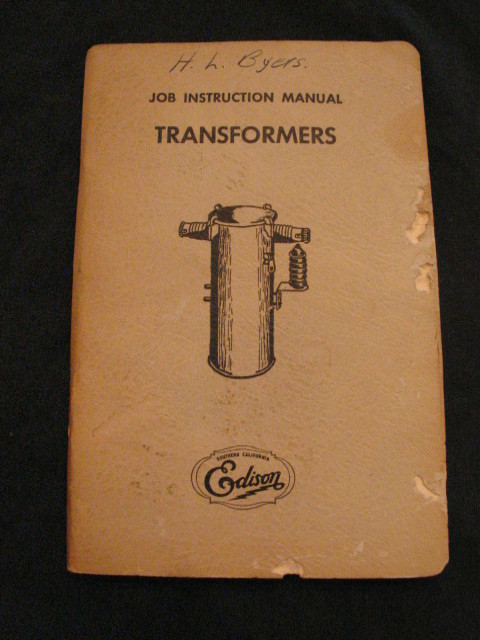 H. L. Byers.
JOB INSTRUCTION MANUAL
TRANSFORMERS
SOUTHERN CALIFORNIA
Edison